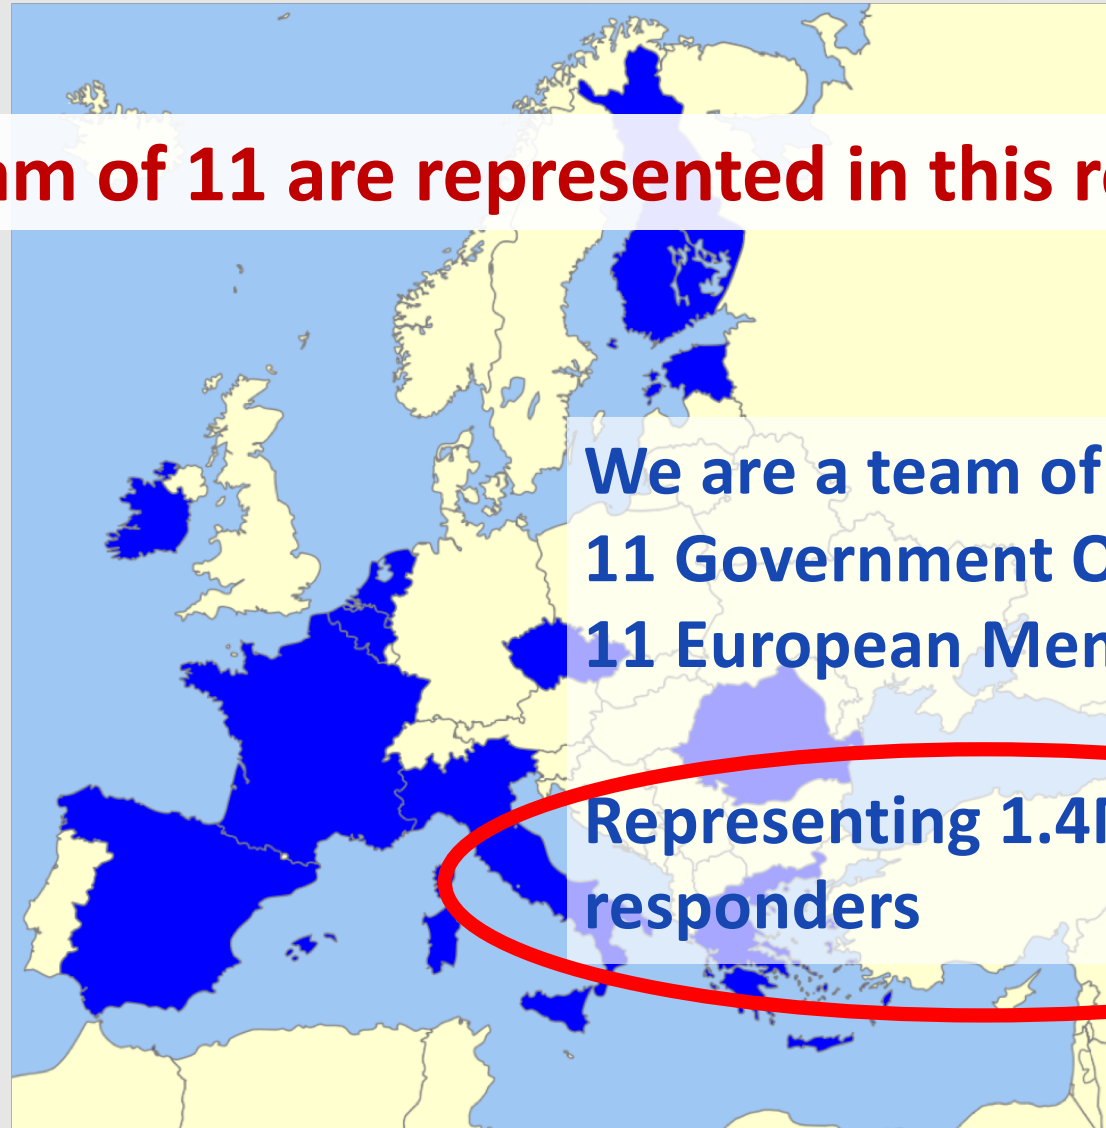 am of 11 are represented in this r
We are a team of
11 Government
11 European Mem
Representing 1.4M
responders